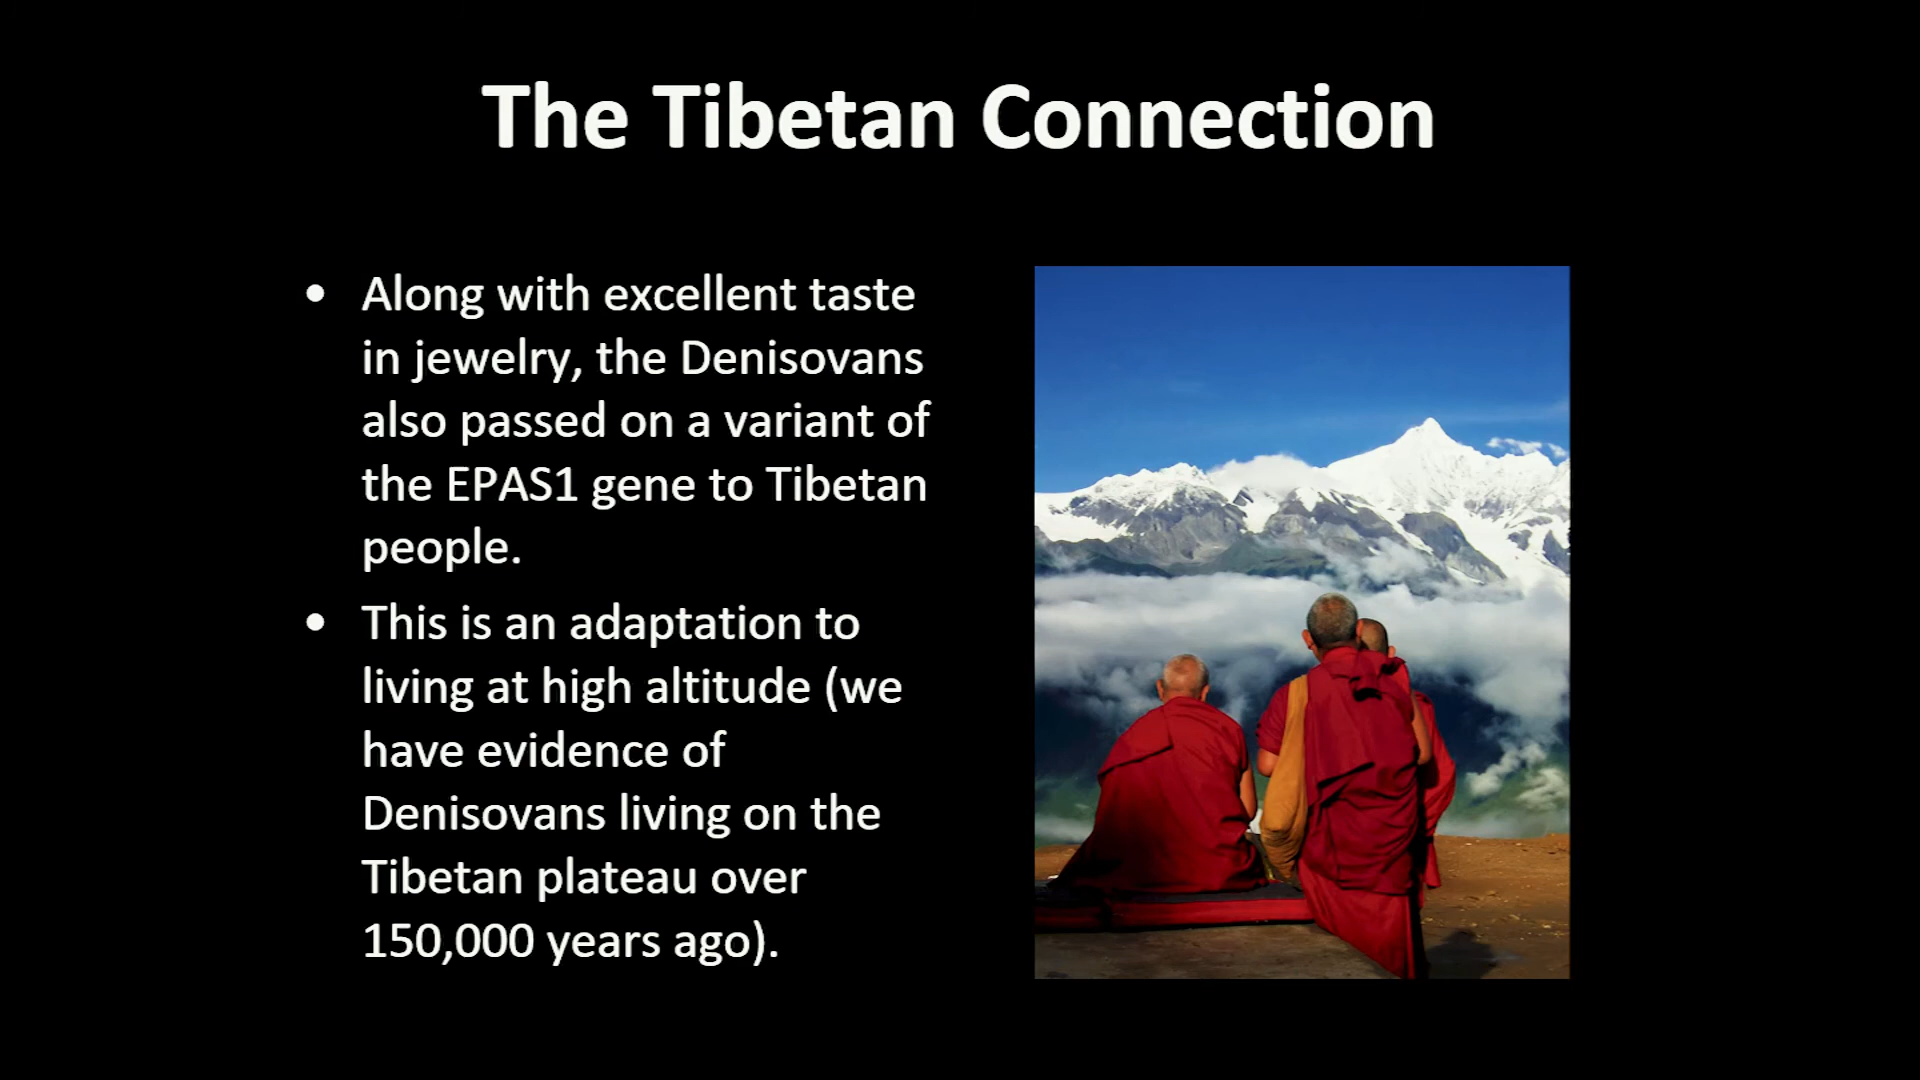 The Tibetan Connection
• Along with excellent taste
in jewelry, the Denisovans
also passed on a variant of
the EPAS1 gene to Tibetan
people.
• This is an adaptation to
living at high altitude (we
have evidence of
Denisovans living on the
Tibetan plateau over
150,000 years ago).